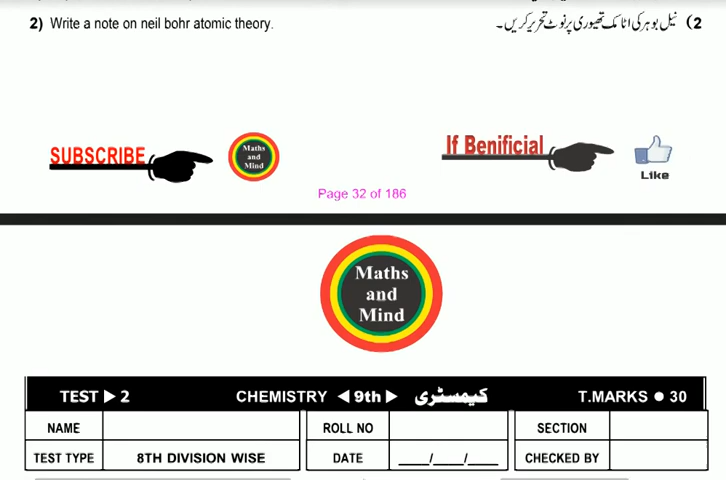 2) Write a note on neil bohr atomic theory.
2) نیل بوہر کی اٹامک تھیوری پر نوٹ تحریر کریں۔
SUBSCRIBE
Maths
and
Mind
If Benificial
Like
Page 32 of 186
Maths
and
Mind
TEST ▶ 2 CHEMISTRY ◀ 9th ▶ کیمسٹری T.MARKS ● 30
NAME ROLL NO SECTION
TEST TYPE 8TH DIVISION WISE DATE ___/___/___ CHECKED BY